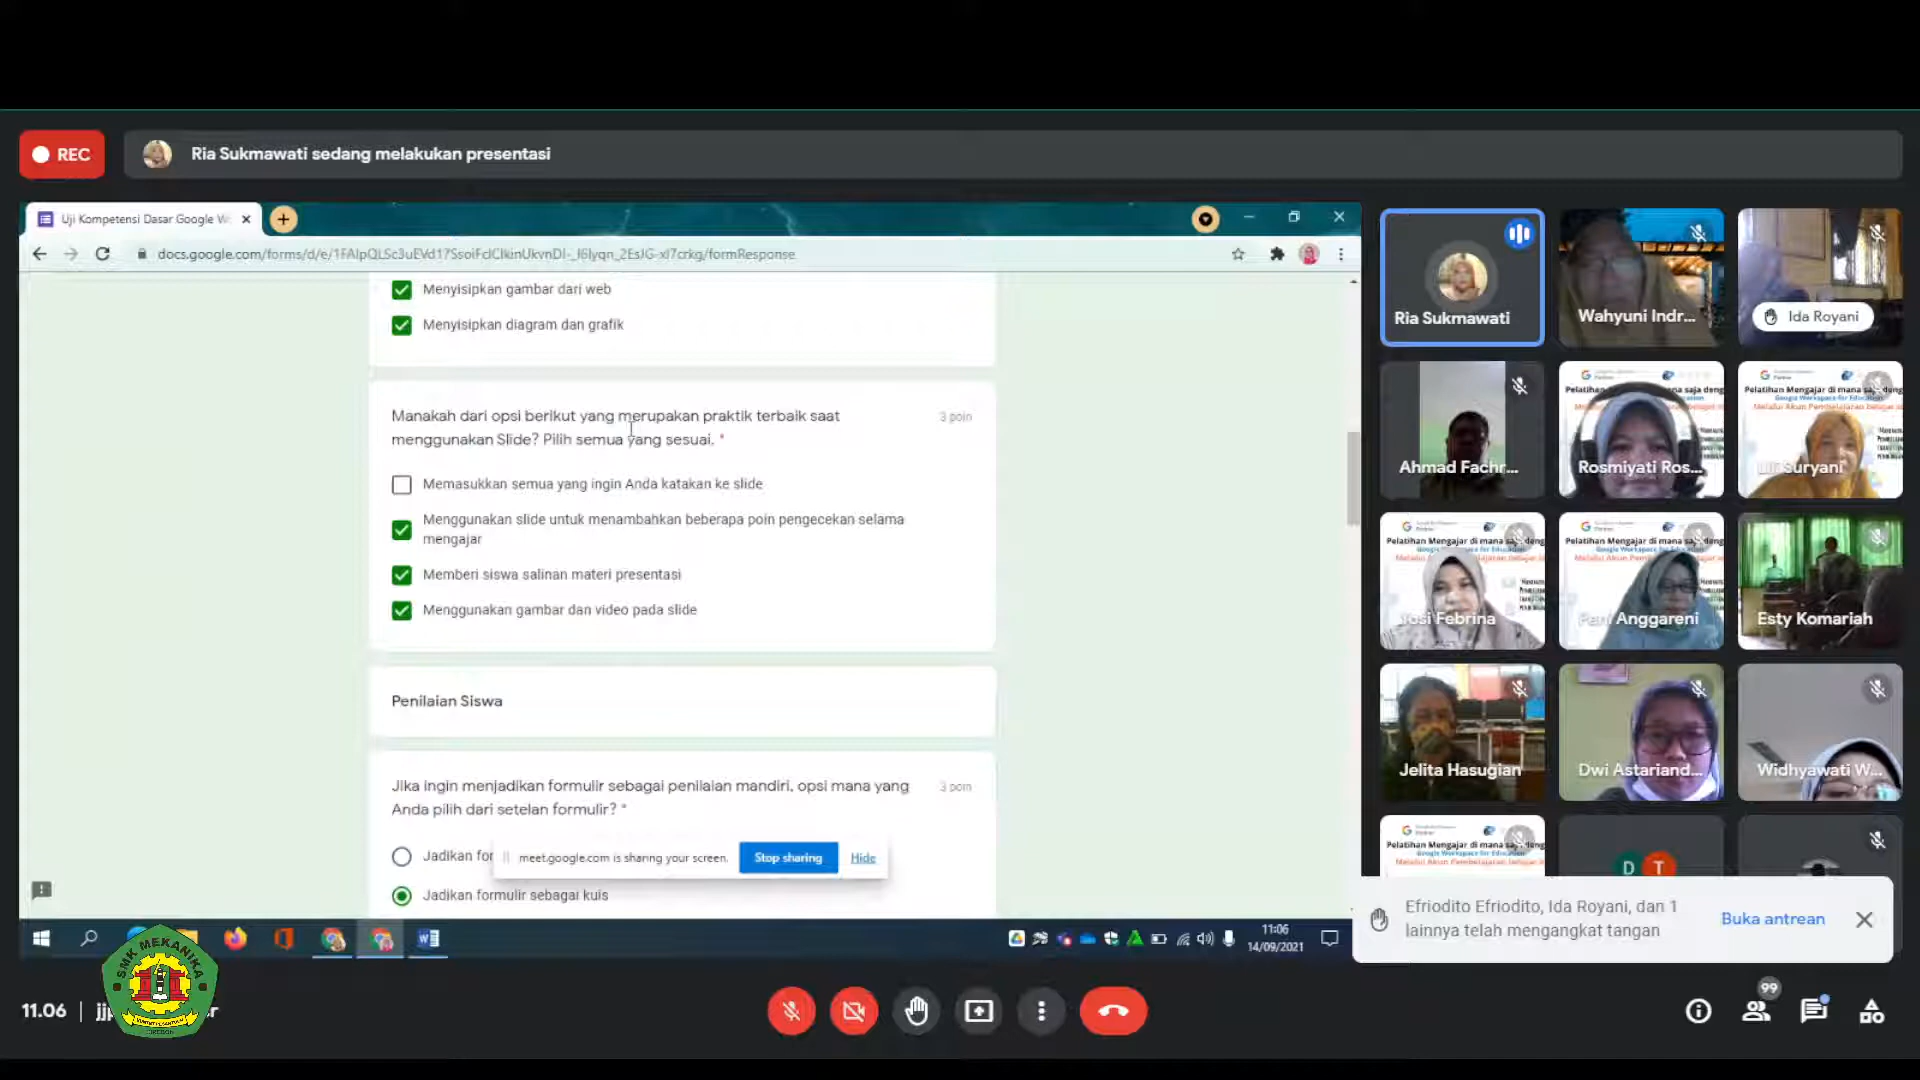 REC
Ria Sukmawati sedang melakukan presentasi
Uji Kompetensi Dasar Google W
docs.google.com/forms/d/e/
Menyisipkan gambar dari web
Menyisipkan diagram dan grafik
Manakah dari opsi berikut yang merupakan praktik terbaik saat
menggunakan Slide? Pilih semua yang sesuai. *
3 poin
Memasukkan semua yang ingin Anda katakan ke slide
Menggunakan slide untuk menambahkan beberapa poin pengecekan selama
mengajar
Memberi siswa salinan materi presentasi
Menggunakan gambar dan video pada slide
Penilaian Siswa
Jika ingin menjadikan formulir sebagai penilaian mandiri, opsi mana yang
Anda pilih dari setelan formulir? *
3 poin
Jadikan for
meet.google.com is sharing your screen.
Stop sharing
Hide
Jadikan formulir sebagai kuis
11:06
14/09/2021
Ria Sukmawati
Wahyuni Indr...
Ida Royani
Ahmad Fachr...
Rosmiyati Ros...
Suryani
Yosi Febrina
Anggareni
Esty Komariah
Jelita Hasugian
Dwi Astariand...
Widhyawati W...
D
T
Efriodito Efriodito, Ida Royani, dan 1
lainnya telah mengangkat tangan
Buka antrean
SMK MEKANIKA
CIREBON
11.06
99